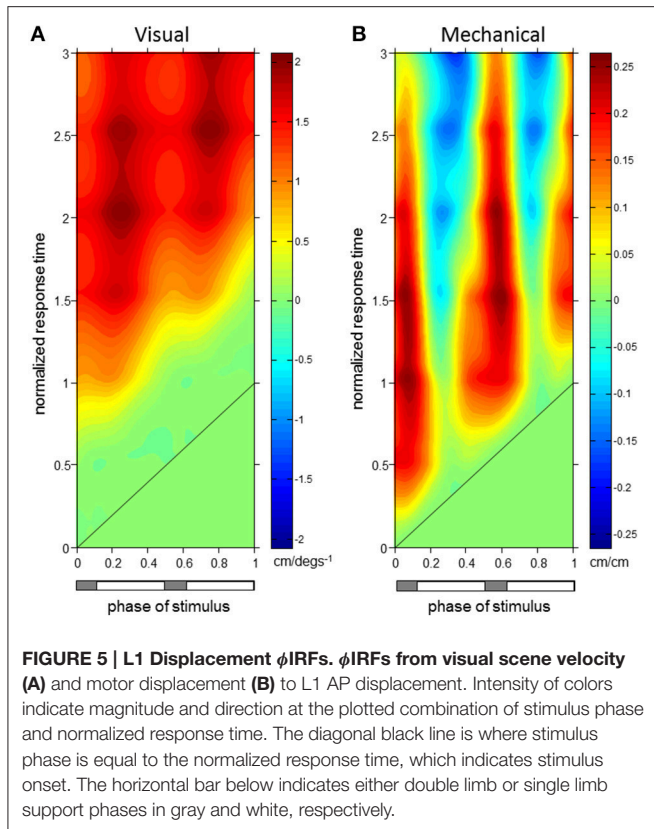 A Visual
B Mechanical
3
2.5
2
1.5
1
0.5
0
normalized response time
0 0.2 0.4 0.6 0.8 1
phase of stimulus
2
1.5
1
0.5
0
-0.5
-1
-1.5
-2
cm/degs-1
3
2.5
2
1.5
1
0.5
0
normalized response time
0 0.2 0.4 0.6 0.8 1
phase of stimulus
0.25
0.2
0.15
0.1
0.05
0
-0.05
-0.1
-0.15
-0.2
-0.25
cm/cm
FIGURE 5 | L1 Displacement ϕIRFs. ϕIRFs from visual scene velocity
(A) and motor displacement (B) to L1 AP displacement. Intensity of colors
indicate magnitude and direction at the plotted combination of stimulus phase
and normalized response time. The diagonal black line is where stimulus
phase is equal to the normalized response time, which indicates stimulus
onset. The horizontal bar below indicates either double limb or single limb
support phases in gray and white, respectively.